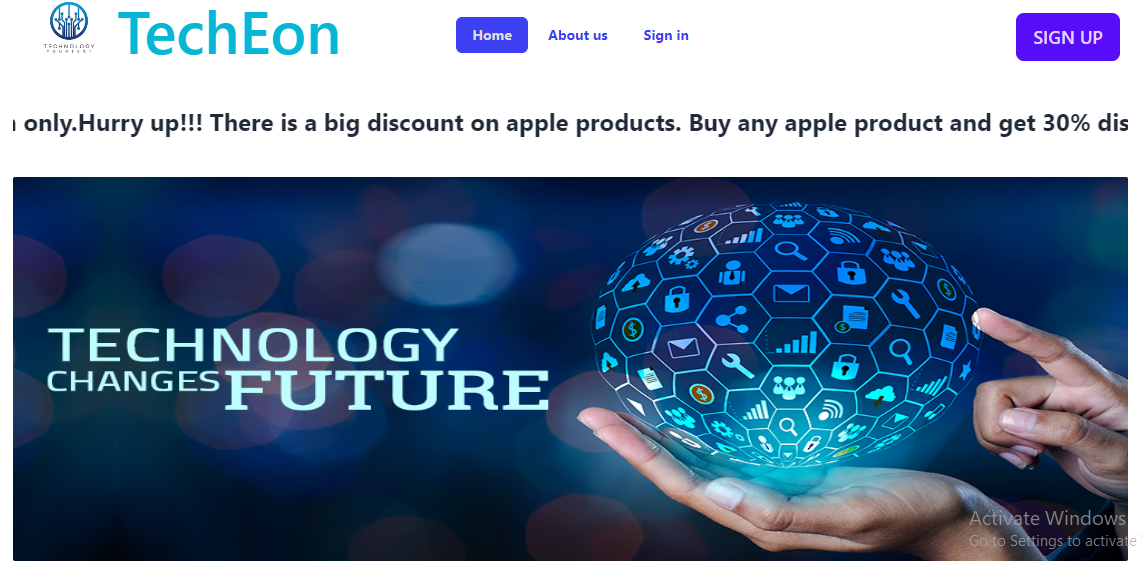 TECHNOLOGY
TechEon
Home
About us
Sign in
SIGN UP
only.Hurry up!!! There is a big discount on apple products. Buy any apple product and get 30% dis
TECHNOLOGY
CHANGES FUTURE
Activate Windows
Go to Settings to activate